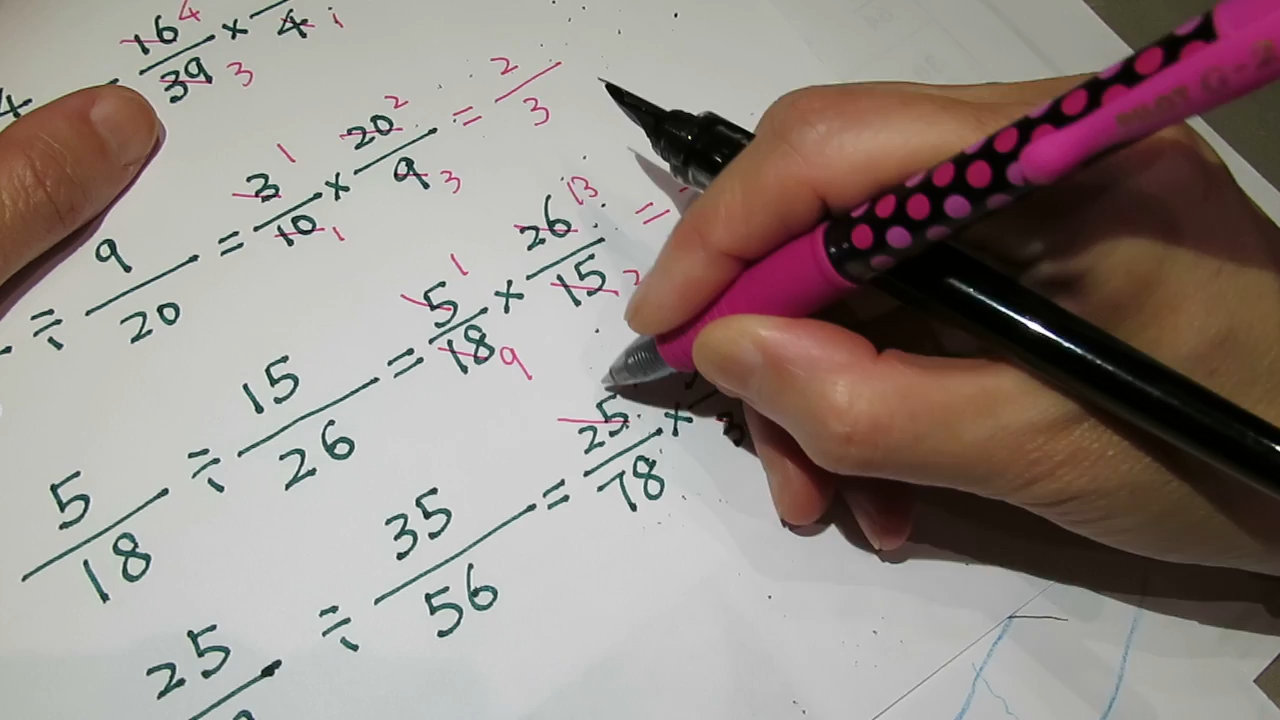 4 16 4/39 3 × /4 1
÷ 9/20 = 3 1/10 1 × 20 2/9 3 = 2/3
5/18 ÷ 15/26 = 5 1/18 9 × 26 13/15 =
25 ÷ 35/56 = 25/78 ×